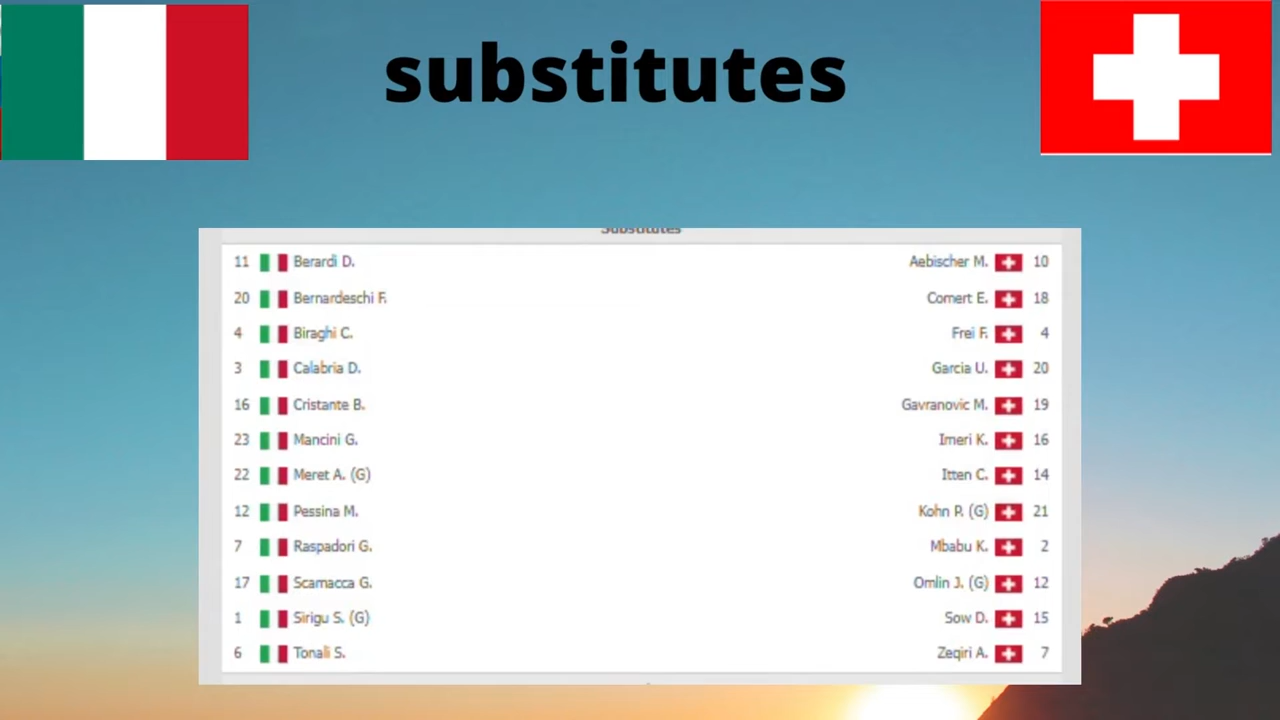 substitutes
Substitutes
11 Berardi D. Aebischer M. 10
20 Bernardeschi F. Comert E. 18
4 Biraghi C. Frei F. 4
3 Calabria D. Garcia U. 20
16 Cristante B. Gavranovic M. 19
23 Mancini G. Imeri K. 16
22 Meret A. (G) Itten C. 14
12 Pessina M. Kohn P. (G) 21
7 Raspadori G. Mbabu K. 2
17 Scamacca G. Omlin J. (G) 12
1 Sirigu S. (G) Sow D. 15
6 Tonali S. Zeqiri A. 7